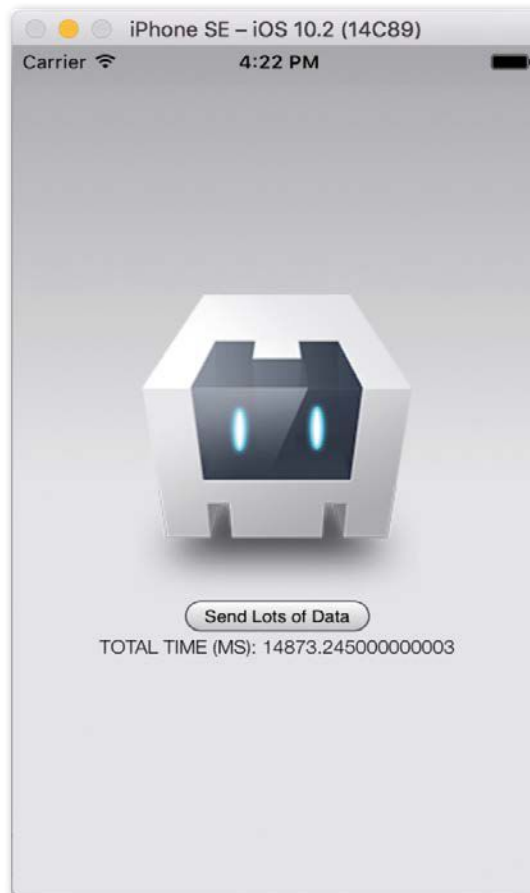 iPhone SE – iOS 10.2 (14C89)
Carrier 4:22 PM
Send Lots of Data
TOTAL TIME (MS): 14873.245000000003